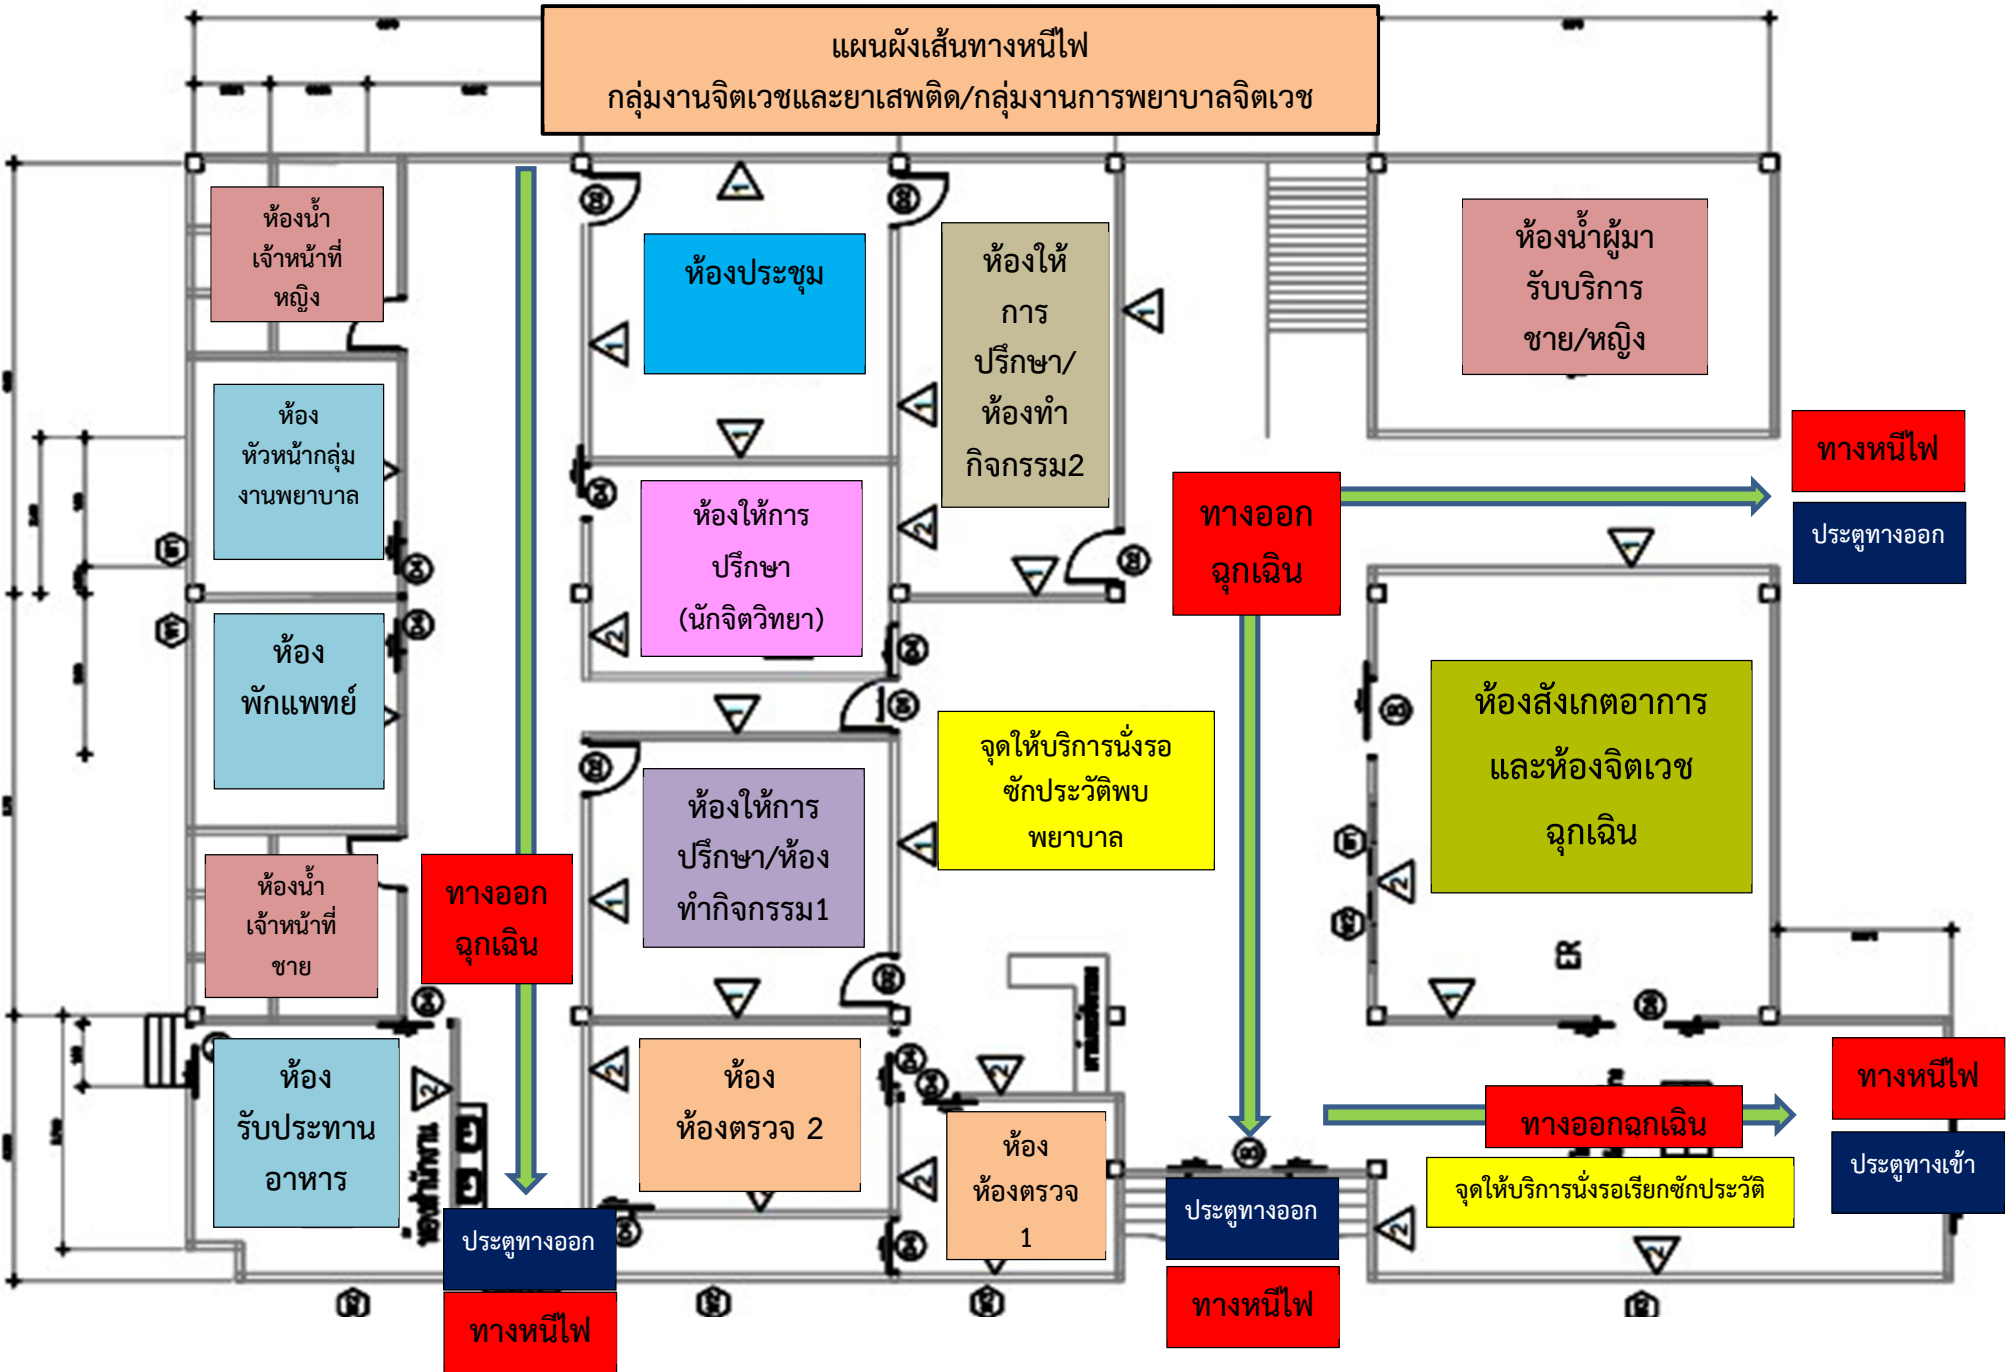 แผนผังเส้นทางหนีไฟ
กลุ่มงานจิตเวชและยาเสพติด/กลุ่มงานการพยาบาลจิตเวช
ห้องน้ำ
เจ้าหน้าที่
หญิง
ห้องประชุม
ห้องให้
การ
ปรึกษา/
ห้องทำ
กิจกรรม2
ห้องน้ำผู้มา
รับบริการ
ชาย/หญิง
ห้อง
หัวหน้ากลุ่ม
งานพยาบาล
ห้องให้การ
ปรึกษา
(นักจิตวิทยา)
ทางออก
ฉุกเฉิน
ทางหนีไฟ
ประตูทางออก
ห้อง
พักแพทย์
ห้องให้การ
ปรึกษา/ห้อง
ทำกิจกรรม1
จุดให้บริการนั่งรอ
ซักประวัติพบ
พยาบาล
ห้องสังเกตอาการ
และห้องจิตเวช
ฉุกเฉิน
ER
ห้องน้ำ
เจ้าหน้าที่
ชาย
ทางออก
ฉุกเฉิน
ห้อง
รับประทาน
อาหาร
ห้อง
ห้องตรวจ 2
ห้อง
ห้องตรวจ
1
ทางออกฉกเฉิน
จุดให้บริการนั่งรอเรียกซักประวัติ
ทางหนีไฟ
ประตูทางเข้า
ประตูทางออก
ทางหนีไฟ
ประตูทางออก
ทางหนีไฟ